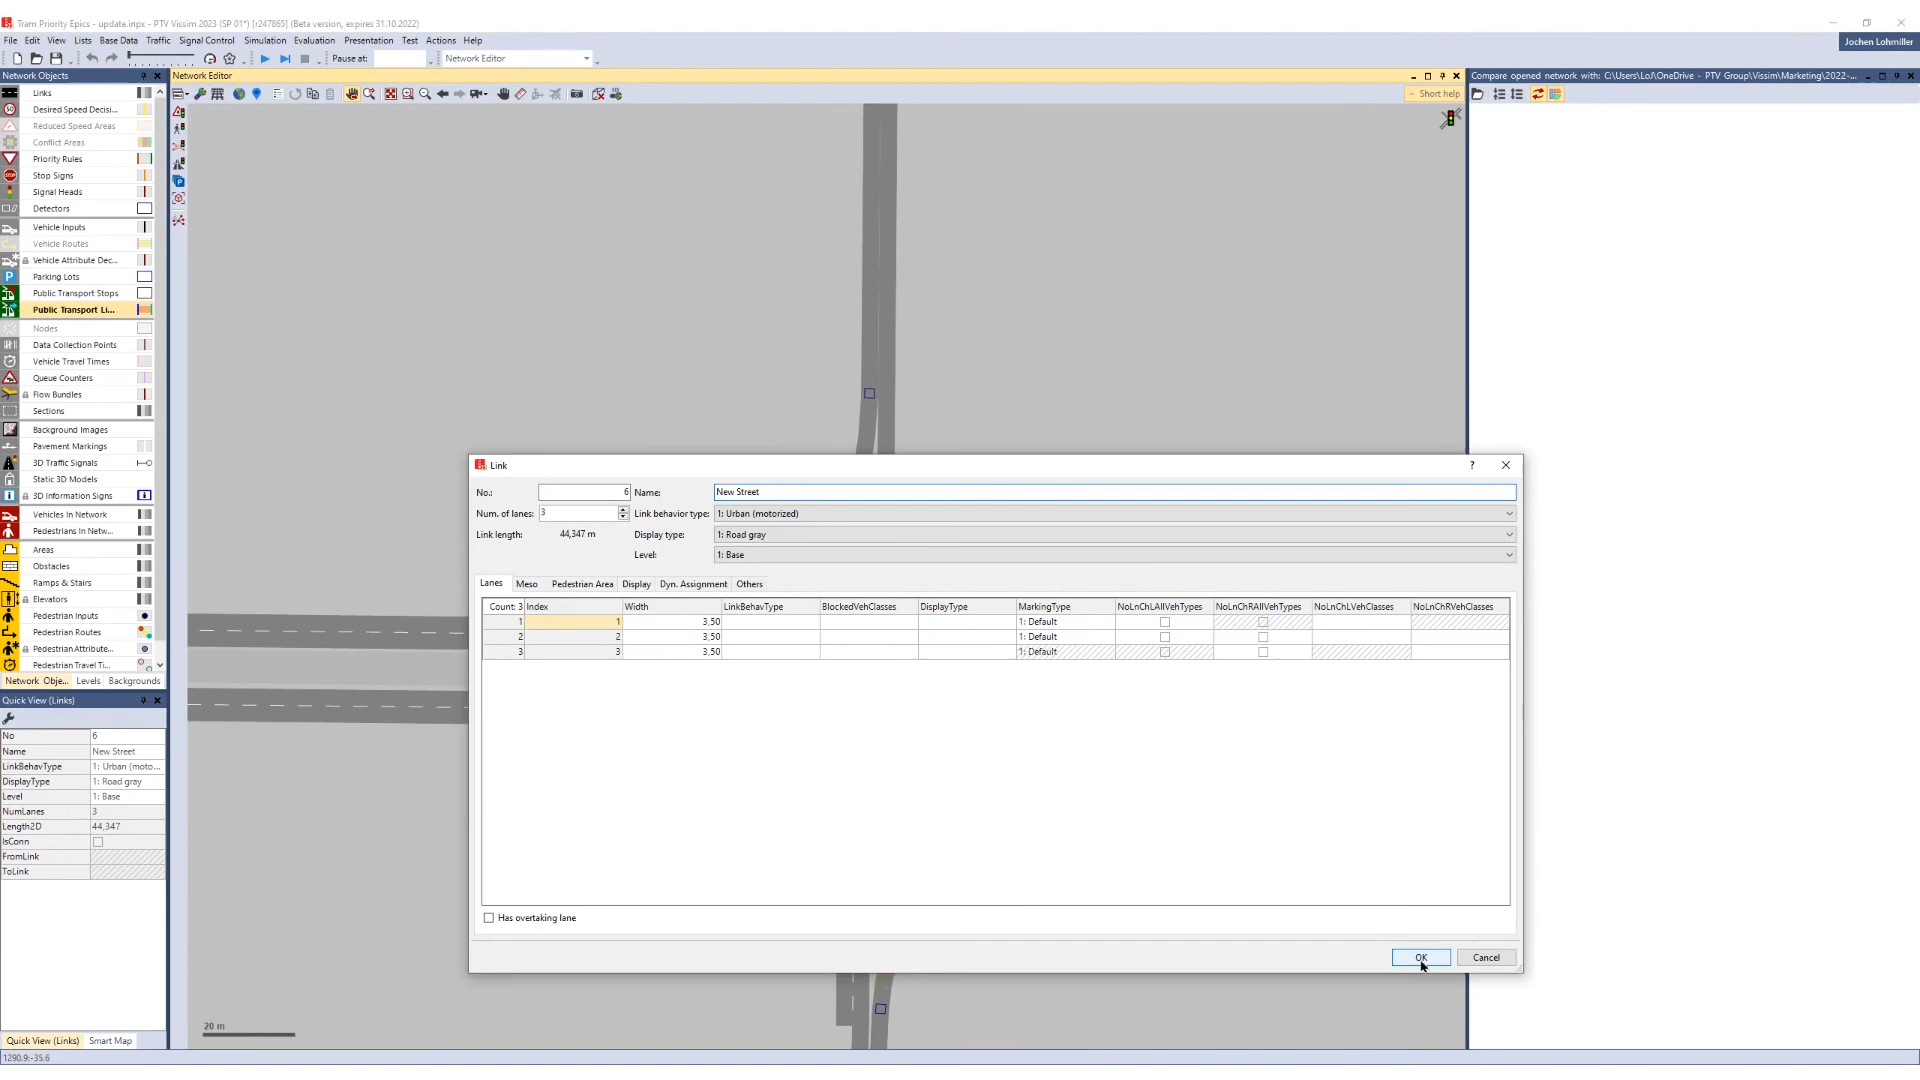 Tram Priority Epics - update.inpx - PTV Vissim 2023 (SP 01*) [r247865] (Beta version, expires 31.10.2022)
File Edit View Lists Base Data Traffic Signal Control Simulation Evaluation Presentation Test Actions Help
Jochen Lohmiller
Pause at: Network Editor
Network Objects
Network Editor
Compare opened network with: C:\Users\LoJ\OneDrive - PTV Group\Vissim\Marketing\2022-...
Short help
Links
Desired Speed Decisi...
Reduced Speed Areas
Conflict Areas
Priority Rules
Stop Signs
Signal Heads
Detectors
Vehicle Inputs
Vehicle Routes
Vehicle Attribute Dec...
Parking Lots
Public Transport Stops
Public Transport Li...
Nodes
Data Collection Points
Vehicle Travel Times
Queue Counters
Flow Bundles
Sections
Background Images
Pavement Markings
3D Traffic Signals
Static 3D Models
3D Information Signs
Vehicles In Network
Pedestrians In Netw...
Areas
Obstacles
Ramps & Stairs
Elevators
Pedestrian Inputs
Pedestrian Routes
Pedestrian Attribute...
Pedestrian Travel Ti...
Network Obje... Levels Backgrounds
Quick View (Links)
No 6
Name New Street
LinkBehavType 1: Urban (moto...
DisplayType 1: Road gray
Level 1: Base
NumLanes 3
Length2D 44,347
IsConn
FromLink
ToLink
Quick View (Links) Smart Map
1290.9:-35.6
20 m
Link
No.: 6 Name: New Street
Num. of lanes: 3 Link behavior type: 1: Urban (motorized)
Link length: 44,347 m Display type: 1: Road gray
Level: 1: Base
Lanes Meso Pedestrian Area Display Dyn. Assignment Others
Count: 3 Index Width LinkBehavType BlockedVehClasses DisplayType MarkingType NoLnChLAllVehTypes NoLnChRAllVehTypes NoLnChLVehClasses NoLnChRVehClasses
1 1 3,50 1: Default
2 2 3,50 1: Default
3 3 3,50 1: Default
Has overtaking lane
OK Cancel